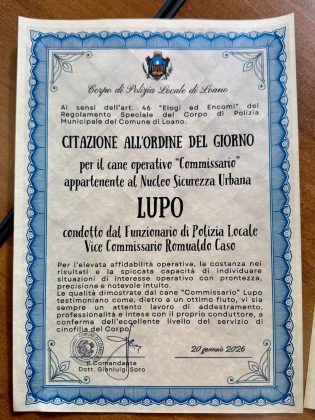 Corpo di Polizia Locale di Loano
Ai sensi dell'art. 46 "Elogi ed Encomi" del
Regolamento Speciale del Corpo di Polizia
Municipale del Comune di Loano.
CITAZIONE ALL'ORDINE DEL GIORNO
per il cane operativo "Commissario"
appartenente al Nucleo Sicurezza Urbana
LUPO
condotto dal Funzionario di Polizia Locale
Vice Commissario Romualdo Caso
Per l'elevata affidabilità operativa, la costanza nei
risultati e la spiccata capacità di individuare
situazioni di interesse operativo con prontezza,
precisione e notevole intuito.
Le qualità dimostrate dal cane "Commissario" Lupo
testimoniano come, dietro a un ottimo fiuto, vi sia
sempre un attento lavoro di addestramento,
professionalità e intesa con il proprio conduttore, a
conferma dell'eccellente livello del servizio di
cinofilia del Corpo.
Il Comandante
Dott. Gianluigi Soro
20 gennaio 2026